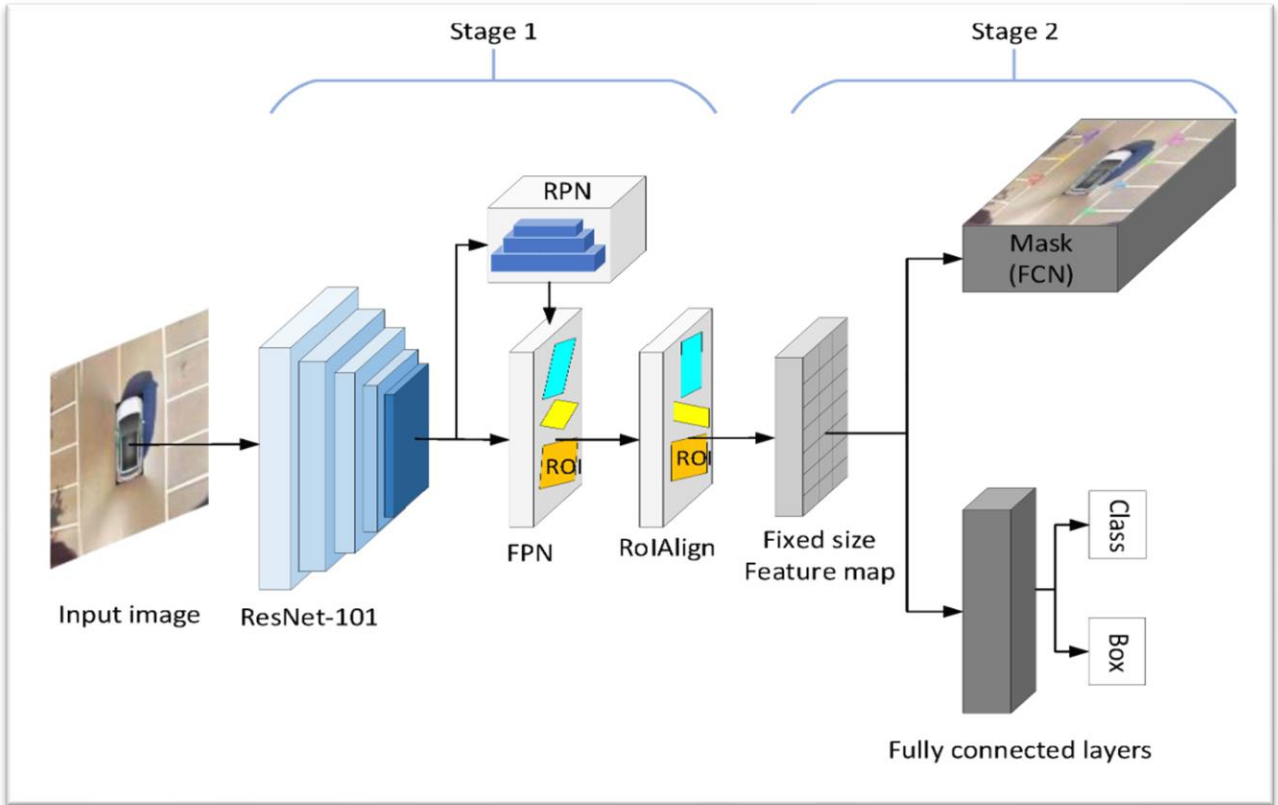 Stage 1
Stage 2
RPN
Mask
(FCN)
ROI
ROI
FPN
RoIAlign
Fixed size
Feature map
Class
Box
Input image
ResNet-101
Fully connected layers